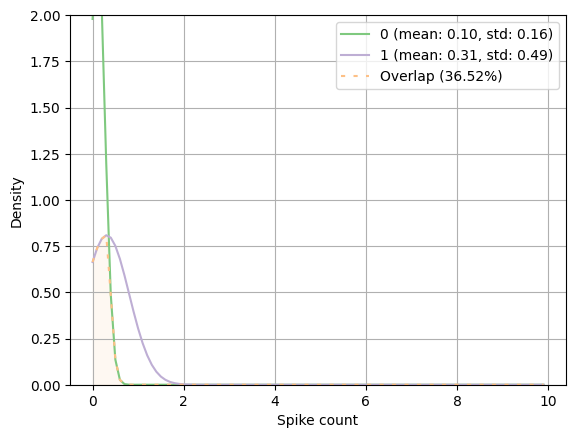 2.00
1.75
1.50
1.25
1.00
0.75
0.50
0.25
0.00
Density
0 (mean: 0.10, std: 0.16)
1 (mean: 0.31, std: 0.49)
Overlap (36.52%)
0 2 4 6 8 10
Spike count